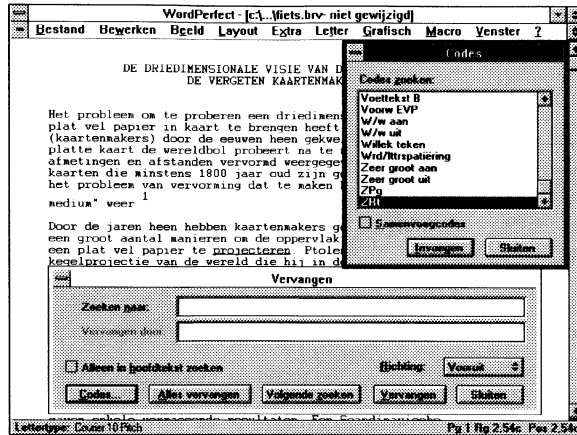 WordPerfect - [c:\...\fiets.brv- niet gewijzigd]
Bestand Bewerken Beeld Layout Extra Letter Grafisch Macro Venster ?
DE DRIEDIMENSIONALE VISIE VAN D
DE VERGETEN KAARTENMAK
Het probleem om te proberen een driedimens
plat vel papier in kaart te brengen heeft
(kaartenmakers) door de eeuwen heen gekwe
platte kaart de wereldbol probeert na te
afmetingen en afstanden vervormd weergegev
kaarten die minstens 1800 jaar oud zijn g
het probleem van vervorming dat te maken
medium" weer 1
Door de jaren heen hebben kaartenmakers g
een groot aantal manieren om de oppervlak
een plat vel papier te projecteren. Ptole
kegelprojectie van de wereld die hij in de
Codes
Codes zoeken:
Voettekst B
Voorw EVP
W/w aan
W/w uit
Willek teken
Wrd/lttrspatiëring
Zeer groot aan
Zeer groot uit
ZPg
ZRt
Samenvoegcodes
Invoegen Sluiten
Vervangen
Zoeken naar:
Vervangen door:
Alleen in hoofdtekst zoeken Richting: Vooruit
Codes... Alles vervangen Volgende zoeken Vervangen Sluiten
Lettertype: Courier 10 Pitch Pg 1 Rg 2.54c Pos 2.54c